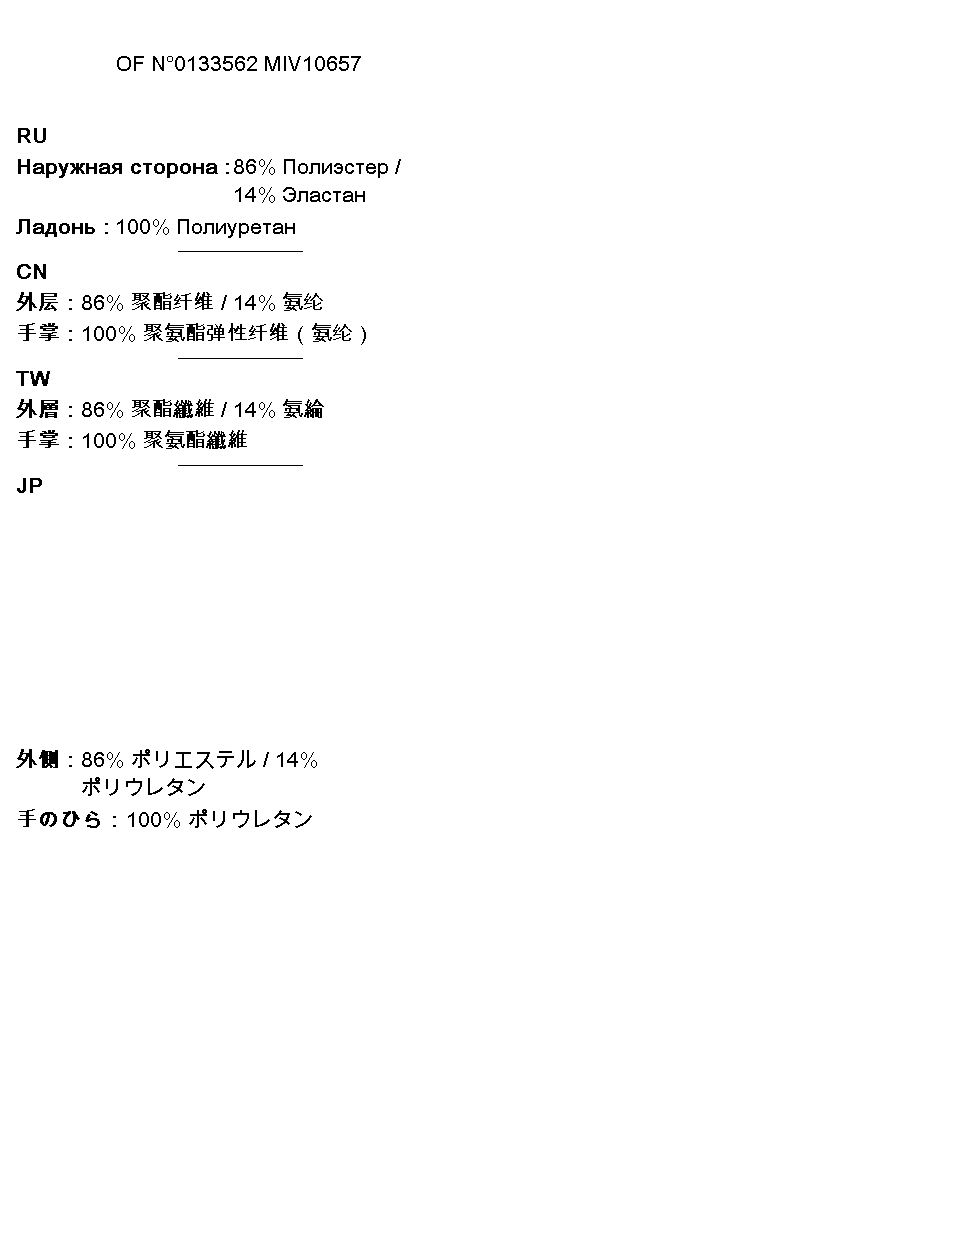 OF N°0133562 MIV10657
RU
Наружная сторона : 86% Полиэстер /
14% Эластан
Ладонь : 100% Полиуретан
CN
外层 : 86% 聚酯纤维 / 14% 氨纶
手掌 : 100% 聚氨酯弹性纤维 ( 氨纶 )
TW
外層 : 86% 聚酯纖維 / 14% 氨綸
手掌 : 100% 聚氨酯纖維
JP
外側 : 86% ポリエステル / 14%
ポリウレタン
手のひら : 100% ポリウレタン